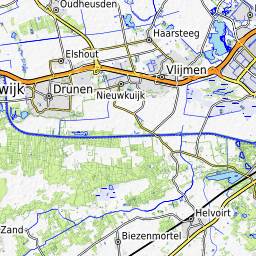 Oudheusden
Haarsteeg
Elshout
Vlijmen
wijk
Drunen
Nieuwkuijk
Helvoirt
Zand
Biezenmortel